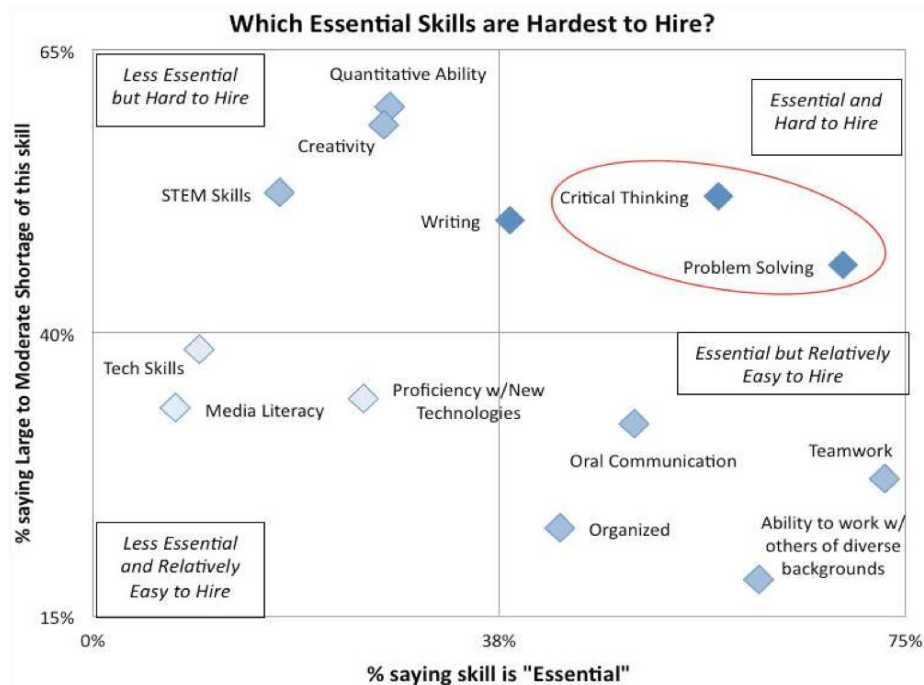 Which Essential Skills are Hardest to Hire?
65%
Less Essential
but Hard to Hire
Quantitative Ability
Essential and
Hard to Hire
Creativity
STEM Skills
Critical Thinking
Writing
Problem Solving
% saying Large to Moderate Shortage of this skill
40%
Tech Skills
Essential but Relatively
Easy to Hire
Media Literacy
Proficiency w/New
Technologies
Oral Communication
Teamwork
Organized
Ability to work w/
others of diverse
backgrounds
Less Essential
and Relatively
Easy to Hire
15%
0%
38%
75%
% saying skill is "Essential"